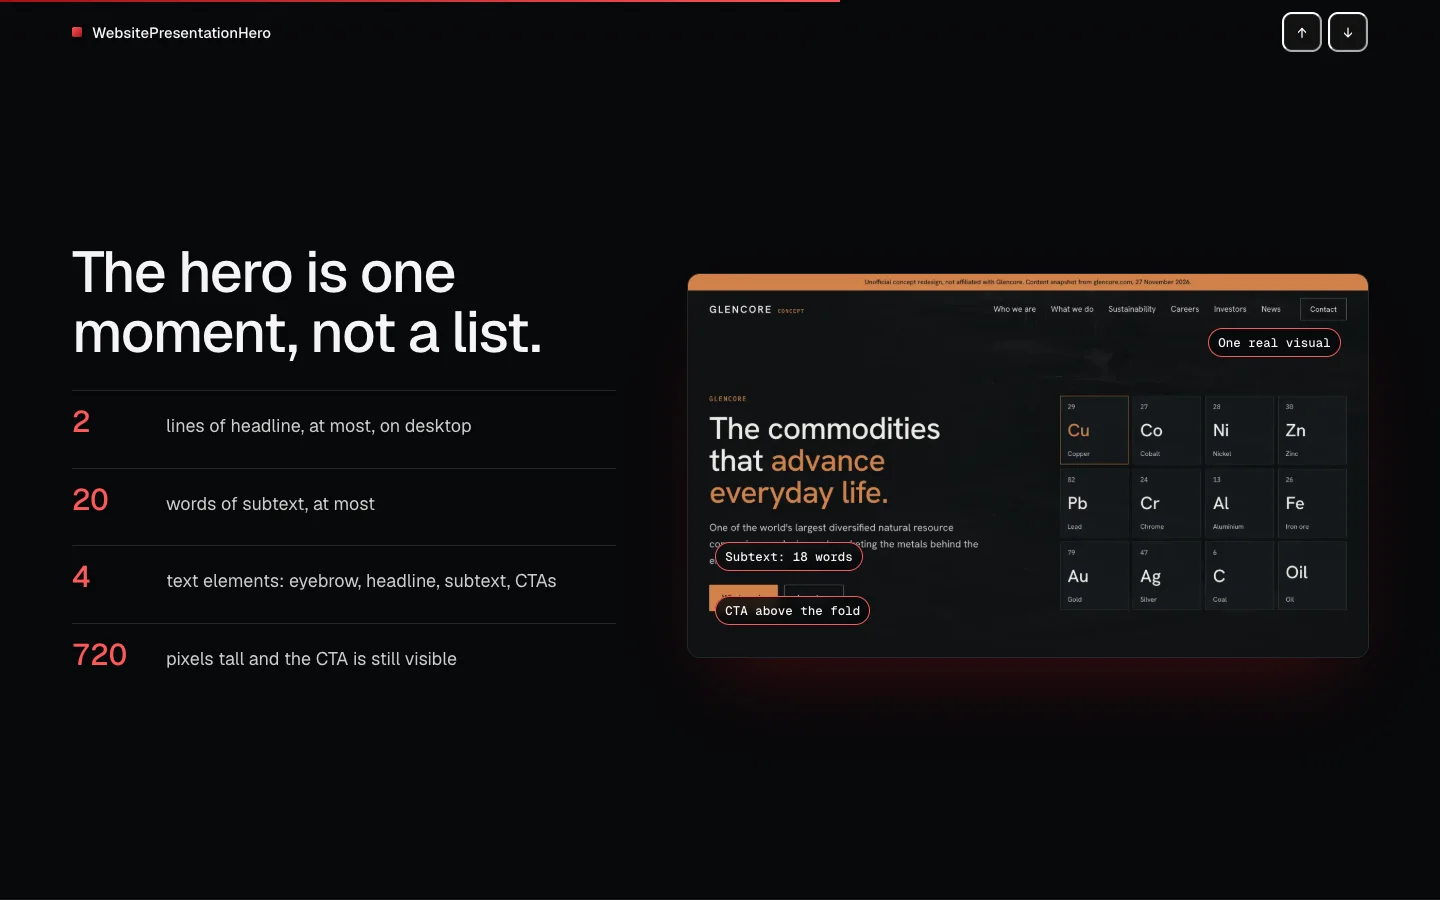 WebsitePresentationHero
↑ ↓
The hero is one
moment, not a list.
2 lines of headline, at most, on desktop
20 words of subtext, at most
4 text elements: eyebrow, headline, subtext, CTAs
720 pixels tall and the CTA is still visible
Unofficial concept redesign, not affiliated with Glencore. Content snapshot from glencore.com, 27 November 2026.
GLENCORE CONCEPT
Who we are What we do Sustainability Careers Investors News Contact
One real visual
GLENCORE
The commodities
that advance
everyday life.
One of the world's largest diversified natural resource
the metals behind the
Subtext: 18 words
CTA above the fold
29 27 28 30
Cu Co Ni Zn
Copper Cobalt Nickel Zinc
82 24 13 26
Pb Cr Al Fe
Lead Chrome Aluminium Iron ore
79 47 6
Au Ag C Oil
Gold Silver Coal Oil